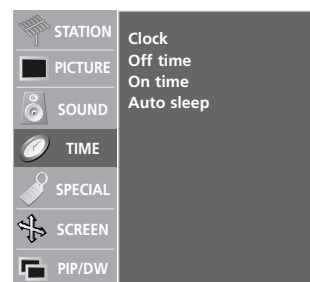 STATION
PICTURE
SOUND
TIME
SPECIAL
SCREEN
PIP/DW
Clock
Off time
On time
Auto sleep